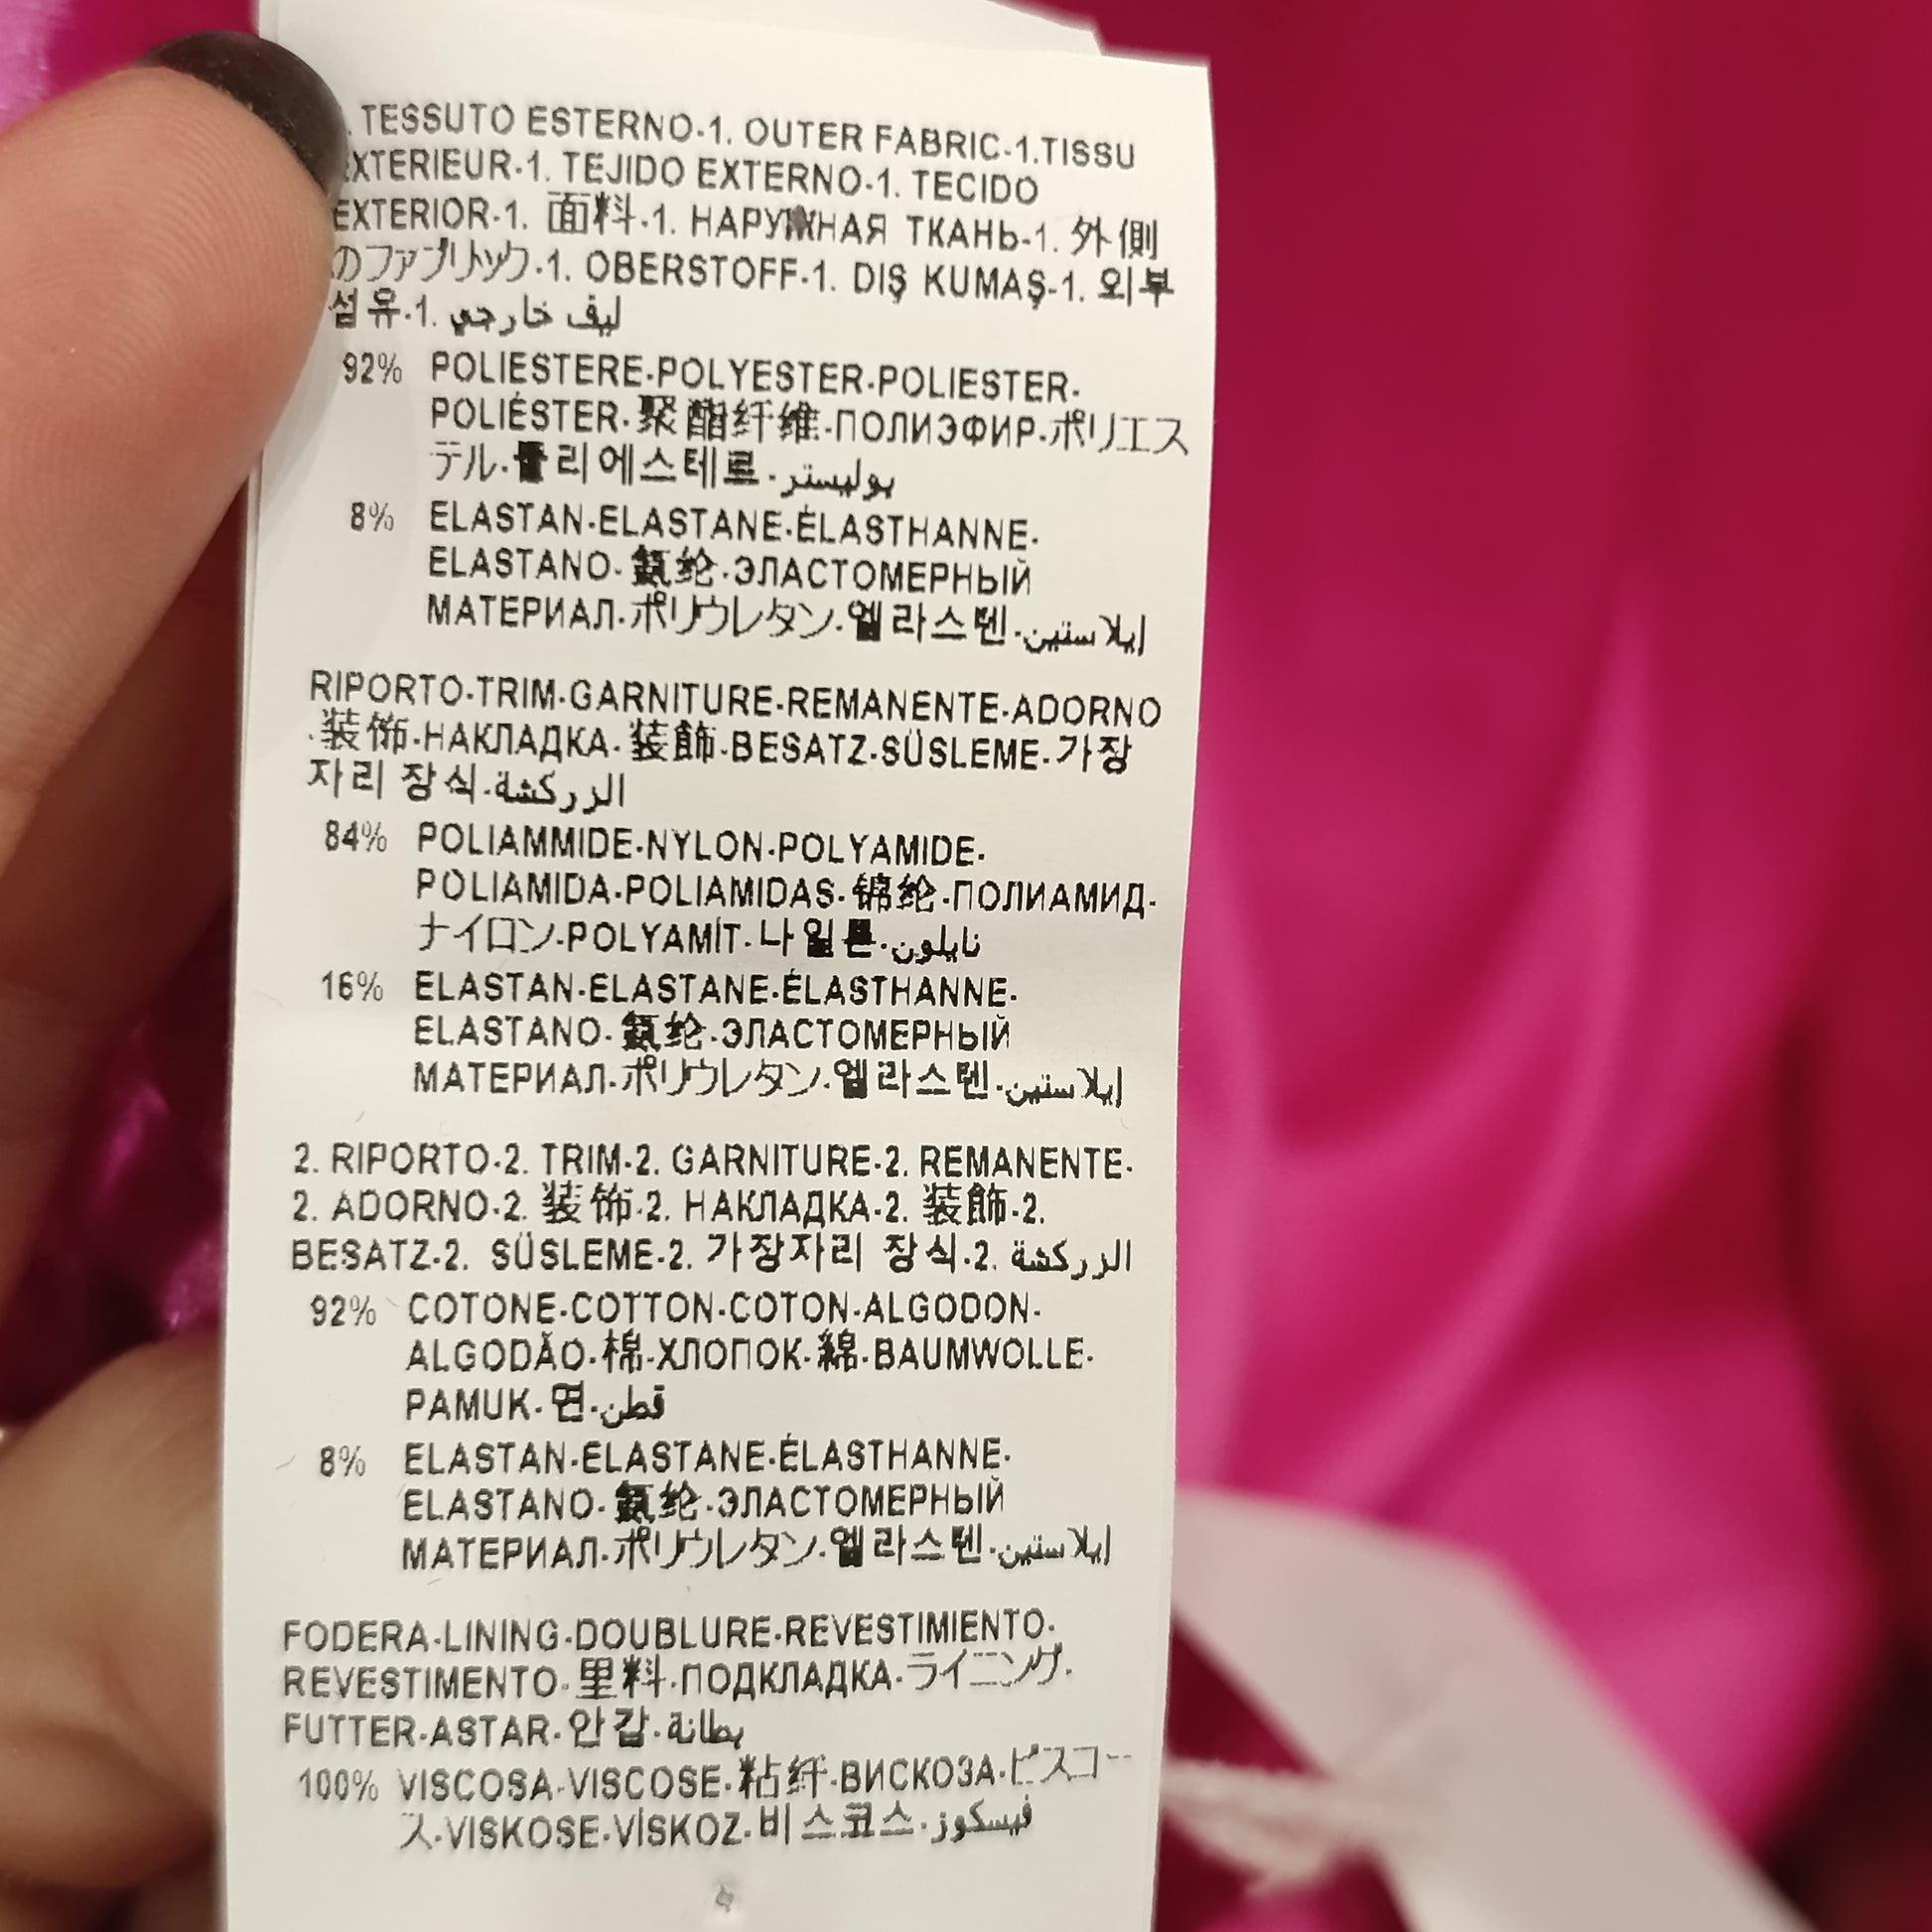 . TESSUTO ESTERNO-1. OUTER FABRIC-1.TISSU
EXTERIEUR-1. TEJIDO EXTERNO-1. TECIDO
EXTERIOR-1. 面料-1. НАРУЖНАЯ ТКАНЬ-1. 外側
のファブリック-1. OBERSTOFF-1. DIŞ KUMAŞ-1. 외부
섬유-1. ليف خارجي
92% POLIESTERE-POLYESTER-POLIESTER-
POLIÉSTER-聚酯纤维-ПОЛИЭФИР-ポリエス
テル-폴리에스테르-بوليستر
8% ELASTAN-ELASTANE-ÉLASTHANNE-
ELASTANO-氨纶-ЭЛАСТОМЕРНЫЙ
МАТЕРИАЛ-ポリウレタン-엘라스텐-إيلاستين
RIPORTO-TRIM-GARNITURE-REMANENTE-ADORNO
-装饰-НАКЛАДКА-装飾-BESATZ-SÜSLEME-가장
자리 장식-الزركشة
84% POLIAMMIDE-NYLON-POLYAMIDE-
POLIAMIDA-POLIAMIDAS-锦纶-ПОЛИАМИД-
ナイロン-POLYAMİT-나일론-نايلون
16% ELASTAN-ELASTANE-ÉLASTHANNE-
ELASTANO-氨纶-ЭЛАСТОМЕРНЫЙ
МАТЕРИАЛ-ポリウレタン-엘라스텐-إيلاستين
2. RIPORTO-2. TRIM-2. GARNITURE-2. REMANENTE-
2. ADORNO-2. 装饰-2. НАКЛАДКА-2. 装飾-2.
BESATZ-2. SÜSLEME-2. 가장자리 장식-2. الزركشة
92% COTONE-COTTON-COTON-ALGODON-
ALGODÃO-棉-ХЛОПОК-綿-BAUMWOLLE-
PAMUK-면-قطن
8% ELASTAN-ELASTANE-ÉLASTHANNE-
ELASTANO-氨纶-ЭЛАСТОМЕРНЫЙ
МАТЕРИАЛ-ポリウレタン-엘라스텐-إيلاستين
FODERA-LINING-DOUBLURE-REVESTIMIENTO-
REVESTIMENTO-里料-ПОДКЛАДКА-ライニング-
FUTTER-ASTAR-안감-بطانة
100% VISCOSA-VISCOSE-粘纤-ВИСКОЗА-ビスコー
ス-VISKOSE-VİSKOZ-비스코스-فيسكوز